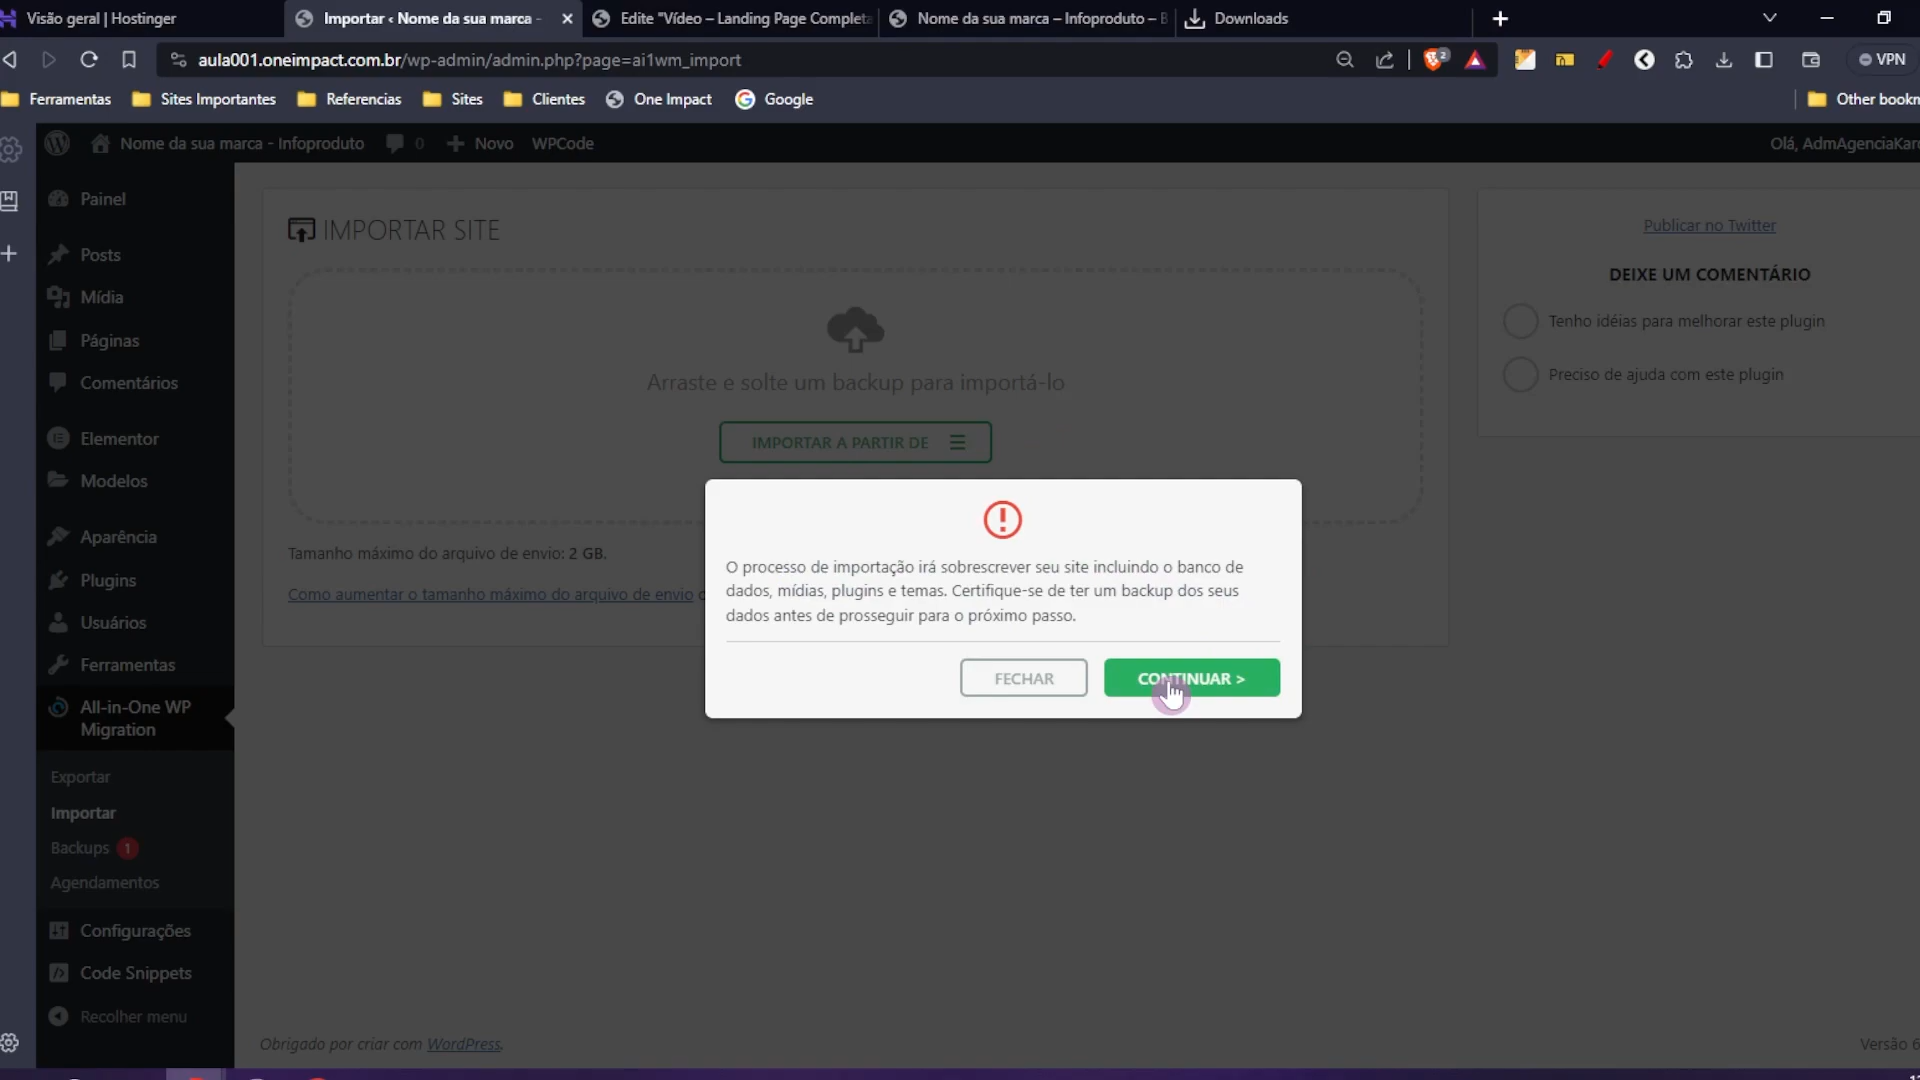 Visão geral | Hostinger
Importar ‹ Nome da sua marca -
Edite "Vídeo – Landing Page Completa
Nome da sua marca – Infoproduto –
Downloads
aula001.oneimpact.com.br/wp-admin/admin.php?page=ai1wm_import
2
VPN
Ferramentas
Sites Importantes
Referencias
Sites
Clientes
One Impact
Google
Other bookm
Nome da sua marca - Infoproduto
0
Novo
WPCode
Olá, AdmAgenciaKaro
Painel
Posts
Mídia
Páginas
Comentários
Elementor
Modelos
Aparência
Plugins
Usuários
Ferramentas
All-in-One WP
Migration
Exportar
Importar
Backups 1
Agendamentos
Configurações
Code Snippets
Recolher menu
IMPORTAR SITE
Arraste e solte um backup para importá-lo
IMPORTAR A PARTIR DE
Tamanho máximo do arquivo de envio: 2 GB.
Como aumentar o tamanho máximo do arquivo de envio
Publicar no Twitter
DEIXE UM COMENTÁRIO
Tenho idéias para melhorar este plugin
Preciso de ajuda com este plugin
O processo de importação irá sobrescrever seu site incluindo o banco de
dados, mídias, plugins e temas. Certifique-se de ter um backup dos seus
dados antes de prosseguir para o próximo passo.
FECHAR
CONTINUAR >
Obrigado por criar com WordPress.
Versão 6